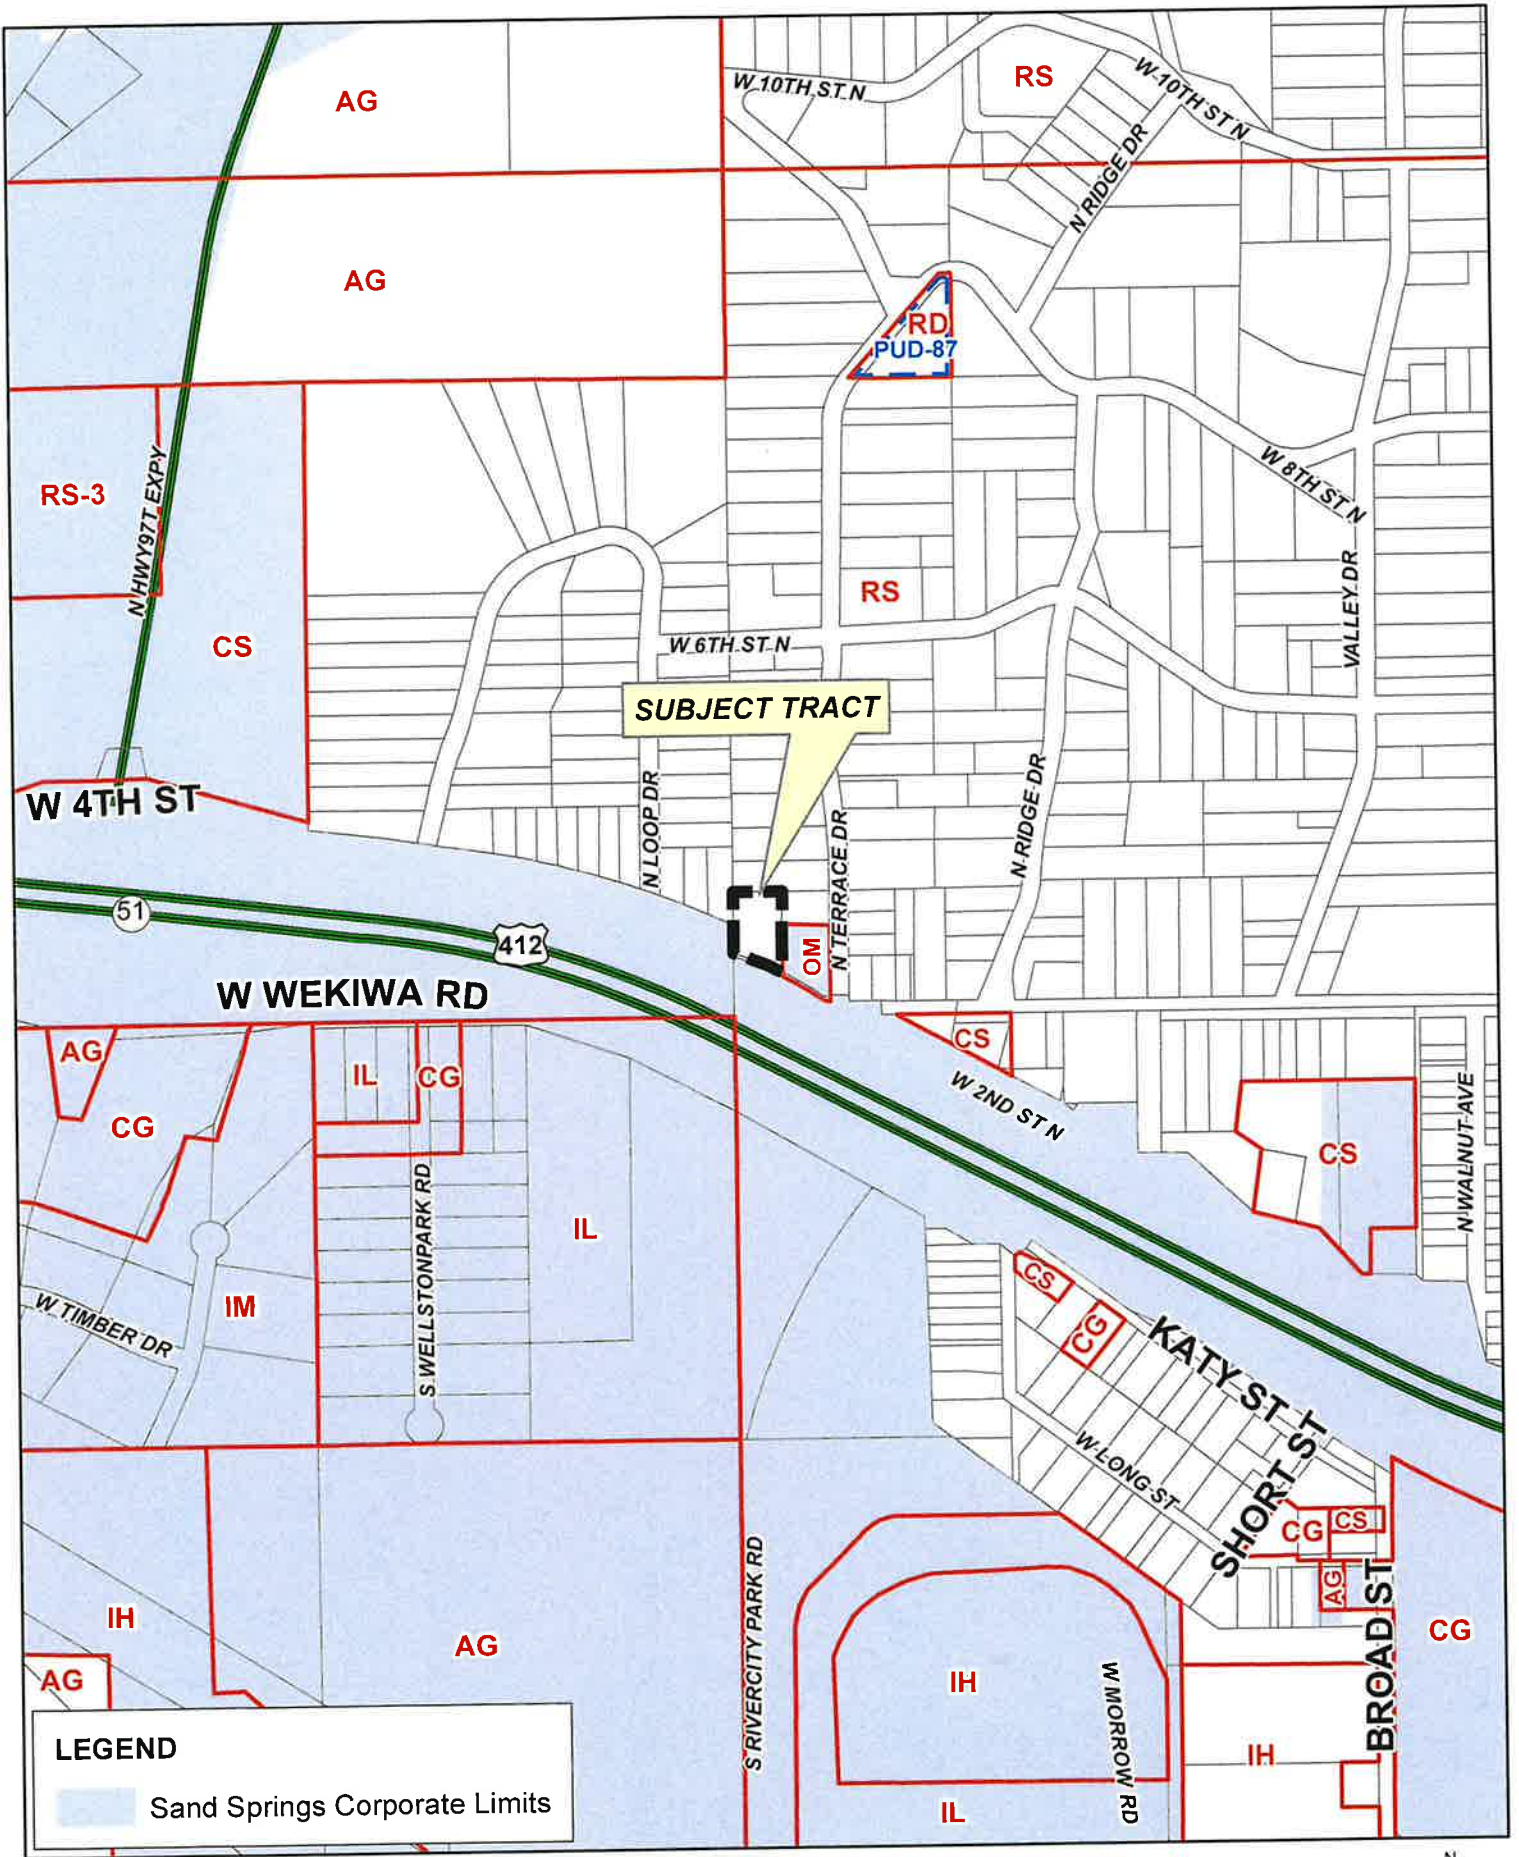 RS
W 10TH ST N
W 10TH ST N
AG
N RIDGE DR
AG
RD
PUD-87
N HWY97T EXPY
RS-3
W 8TH ST N
RS
VALLEY DR
CS
W 6TH ST N
SUBJECT TRACT
W 4TH ST
N LOOP DR
N TERRACE DR
N RIDGE DR
51
412
OM
W WEKIWA RD
AG
IL
CG
CS
W 2ND ST N
CG
CS
N WALNUT AVE
S WELLSTONPARK RD
IL
CS
IM
W TIMBER DR
CG
KATY ST
W LONG ST
SHORT ST
CG
CS
AG
BROAD ST
CG
IH
AG
AG
S RIVERCITY PARK RD
IH
W MORROW RD
IH
IL
LEGEND
Sand Springs Corporate Limits
N